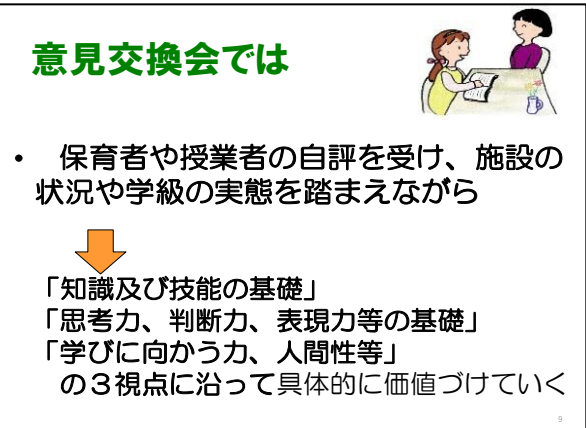 意見交換会では
• 保育者や授業者の自評を受け、施設の
状況や学級の実態を踏まえながら
「知識及び技能の基礎」
「思考力、判断力、表現力等の基礎」
「学びに向かう力、人間性等」
の３視点に沿って具体的に価値づけていく
9